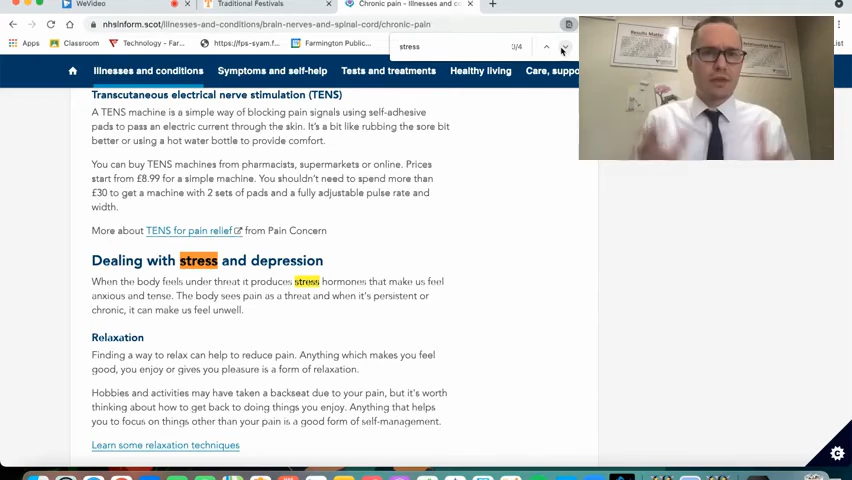 WeVideo
Traditional Festivals
Chronic pain - Illnesses and co
nhsinform.scot/illnesses-and-conditions/brain-nerves-and-spinal-cord/chronic-pain
Apps Classroom Technology - Far https://fps-syam.f Farmington Public...
stress 3/4
Illnesses and conditions Symptoms and self-help Tests and treatments Healthy living Care, suppo
Results Matter
Transcutaneous electrical nerve stimulation (TENS)
A TENS machine is a simple way of blocking pain signals using self-adhesive
pads to pass an electric current through the skin. It's a bit like rubbing the sore bit
better or using a hot water bottle to provide comfort.
You can buy TENS machines from pharmacists, supermarkets or online. Prices
start from £8.99 for a simple machine. You shouldn't need to spend more than
£30 to get a machine with 2 sets of pads and a fully adjustable pulse rate and
width.
More about TENS for pain relief from Pain Concern
Dealing with stress and depression
When the body feels under threat it produces stress hormones that make us feel
anxious and tense. The body sees pain as a threat and when it's persistent or
chronic, it can make us feel unwell.
Relaxation
Finding a way to relax can help to reduce pain. Anything which makes you feel
good, you enjoy or gives you pleasure is a form of relaxation.
Hobbies and activities may have taken a backseat due to your pain, but it's worth
thinking about how to get back to doing things you enjoy. Anything that helps
you to focus on things other than your pain is a good form of self-management.
Learn some relaxation techniques